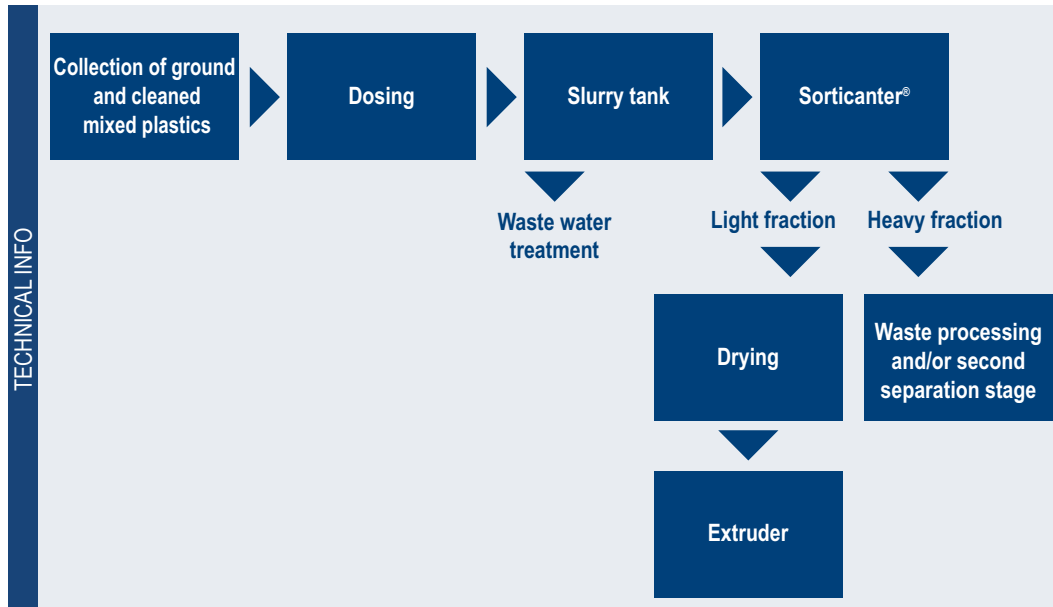 TECHNICAL INFO
Collection of ground
and cleaned
mixed plastics
Dosing
Slurry tank
Sorticanter®
Waste water
treatment
Light fraction
Heavy fraction
Drying
Waste processing
and/or second
separation stage
Extruder